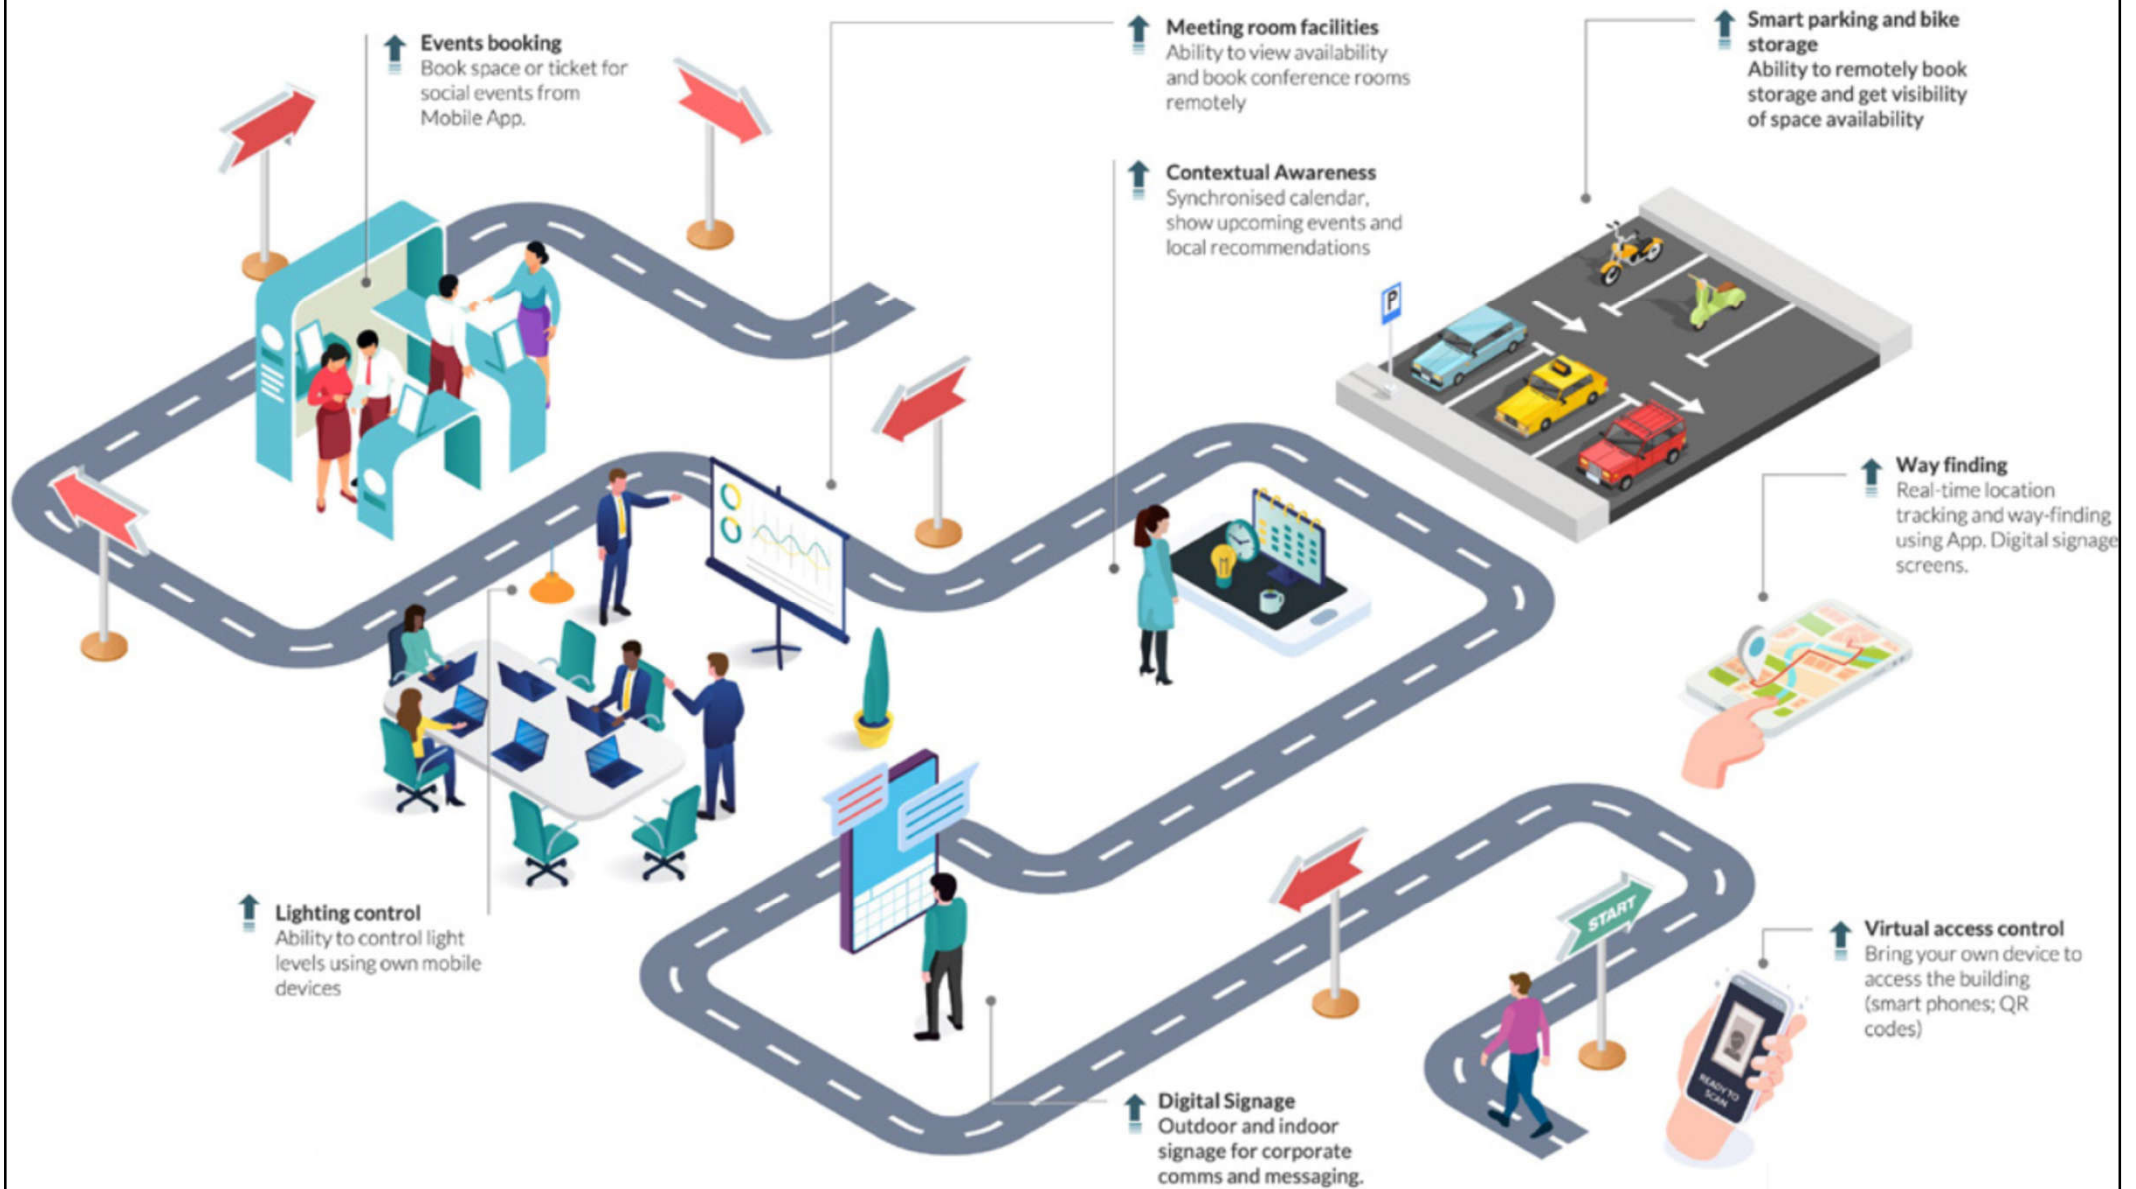 Events booking
Book space or ticket for
social events from
Mobile App.
Meeting room facilities
Ability to view availability
and book conference rooms
remotely
Smart parking and bike
storage
Ability to remotely book
storage and get visibility
of space availability
Contextual Awareness
Synchronised calendar,
show upcoming events and
local recommendations
P
Way finding
Real-time location
tracking and way-finding
using App. Digital signage
screens.
Lighting control
Ability to control light
levels using own mobile
devices
START
Virtual access control
Bring your own device to
access the building
(smart phones; QR
codes)
READY TO
SCAN
Digital Signage
Outdoor and indoor
signage for corporate
comms and messaging.